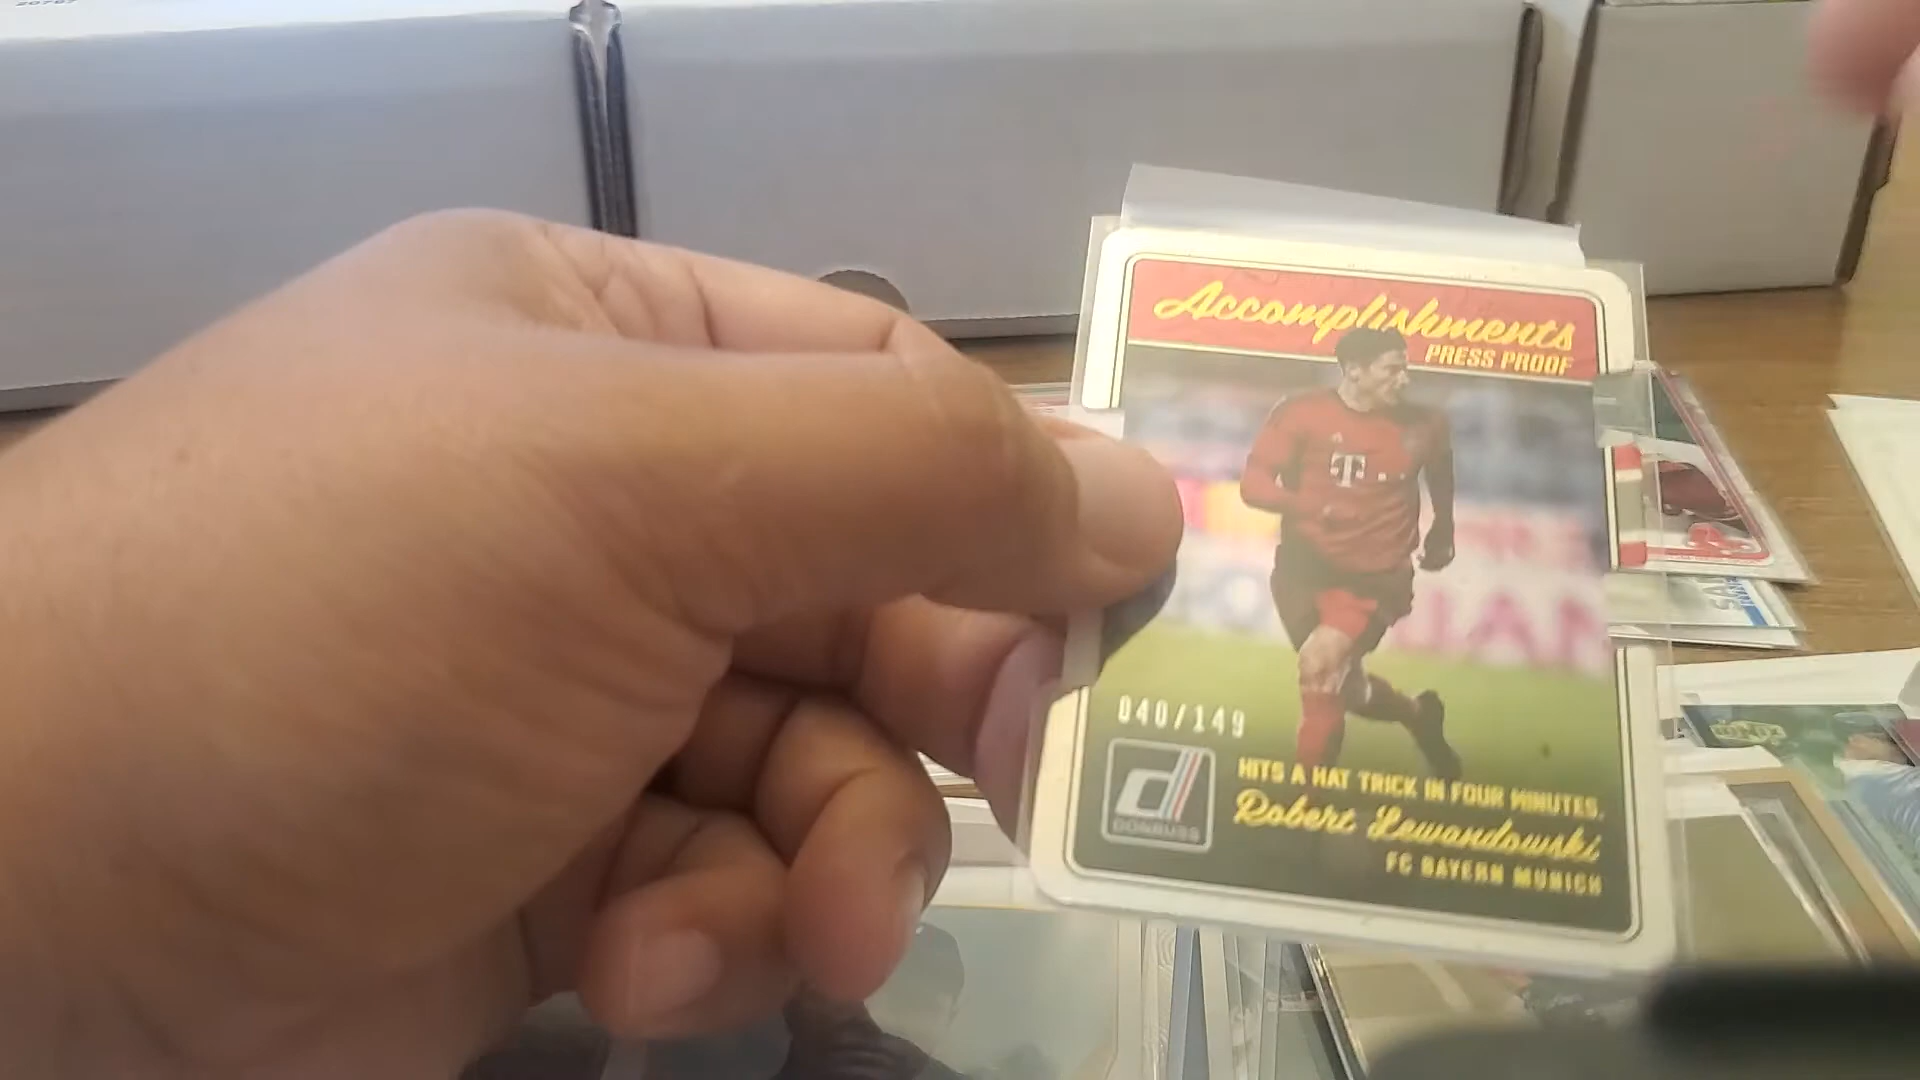 Accomplishments
PRESS PROOF
T
040/149
d
DONRUSS
HITS A HAT TRICK IN FOUR MINUTES.
Robert Lewandowski
FC BAYERN MUNICH